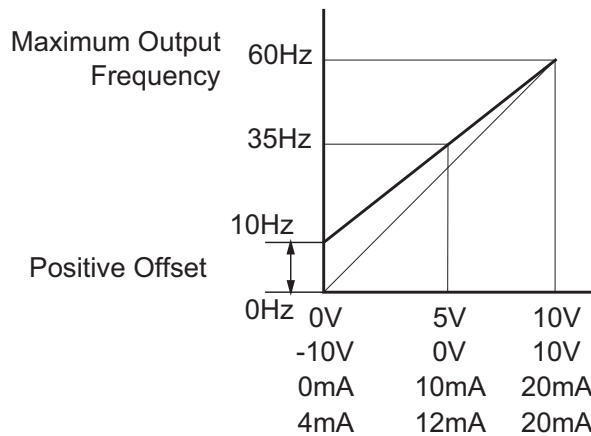 Maximum Output
Frequency
60Hz
35Hz
10Hz
Positive Offset
0Hz
0V 5V 10V
-10V 0V 10V
0mA 10mA 20mA
4mA 12mA 20mA